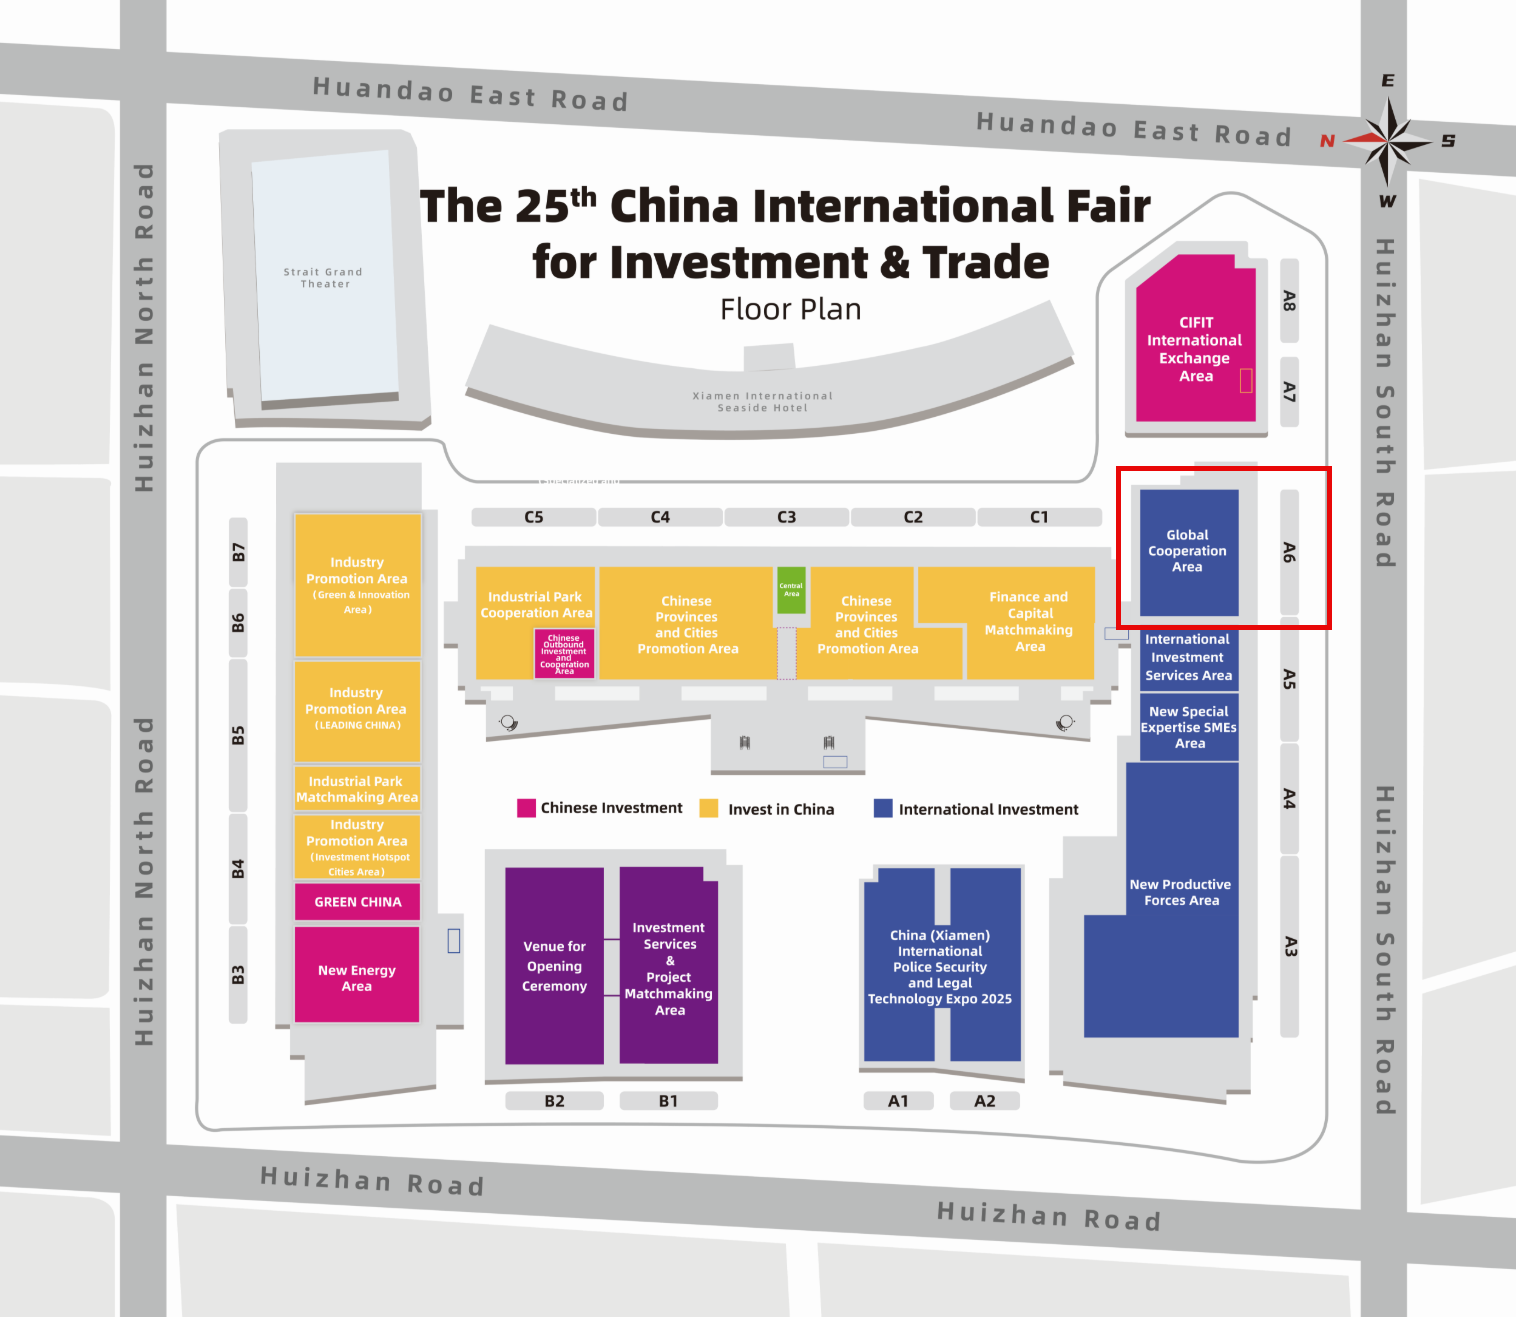 Huandao East Road
Huandao East Road
E
N
S
W
The 25th China International Fair
for Investment & Trade
Floor Plan
Strait Grand
Theater
Xiamen International
Seaside Hotel
Huizhan North Road
Huizhan North Road
Huizhan South Road
Huizhan South Road
CIFIT
International
Exchange
Area
A8
A7
C5
C4
C3
C2
C1
B7
B6
B5
B4
B3
Industry
Promotion Area
(Green & Innovation
Area)
Industry
Promotion Area
(LEADING CHINA)
Industrial Park
Matchmaking Area
Industry
Promotion Area
(Investment Hotspot
Cities Area)
GREEN CHINA
New Energy
Area
Industrial Park
Cooperation Area
Chinese
Outbound
Investment
and
Cooperation
Area
Chinese
Provinces
and Cities
Promotion Area
Central
Area
Chinese
Provinces
and Cities
Promotion Area
Finance and
Capital
Matchmaking
Area
Global
Cooperation
Area
A6
International
Investment
Services Area
A5
New Special
Expertise SMEs
Area
A4
New Productive
Forces Area
A3
Chinese Investment
Invest in China
International Investment
Venue for
Opening
Ceremony
Investment
Services
&
Project
Matchmaking
Area
China (Xiamen)
International
Police Security
and Legal
Technology Expo 2025
B2
B1
A1
A2
Huizhan Road
Huizhan Road